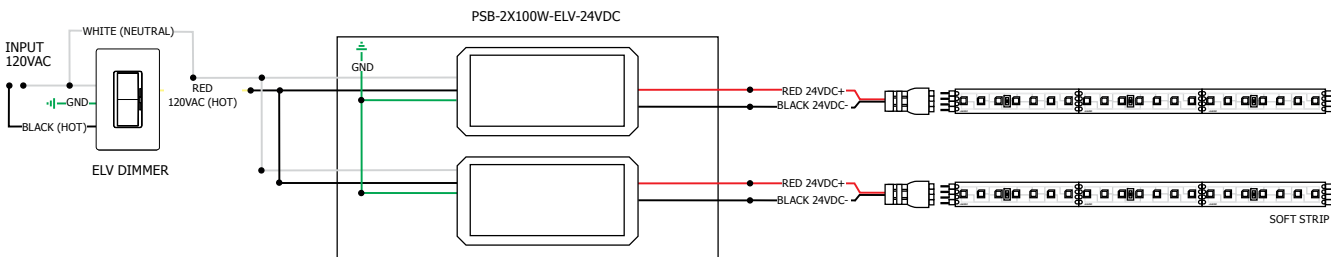 PSB-2X100W-ELV-24VDC
WHITE (NEUTRAL)
INPUT
120VAC
GND
RED
120VAC (HOT)
GND
BLACK (HOT)
ELV DIMMER
RED 24VDC+
BLACK 24VDC-
RED 24VDC+
BLACK 24VDC-
SOFT STRIP